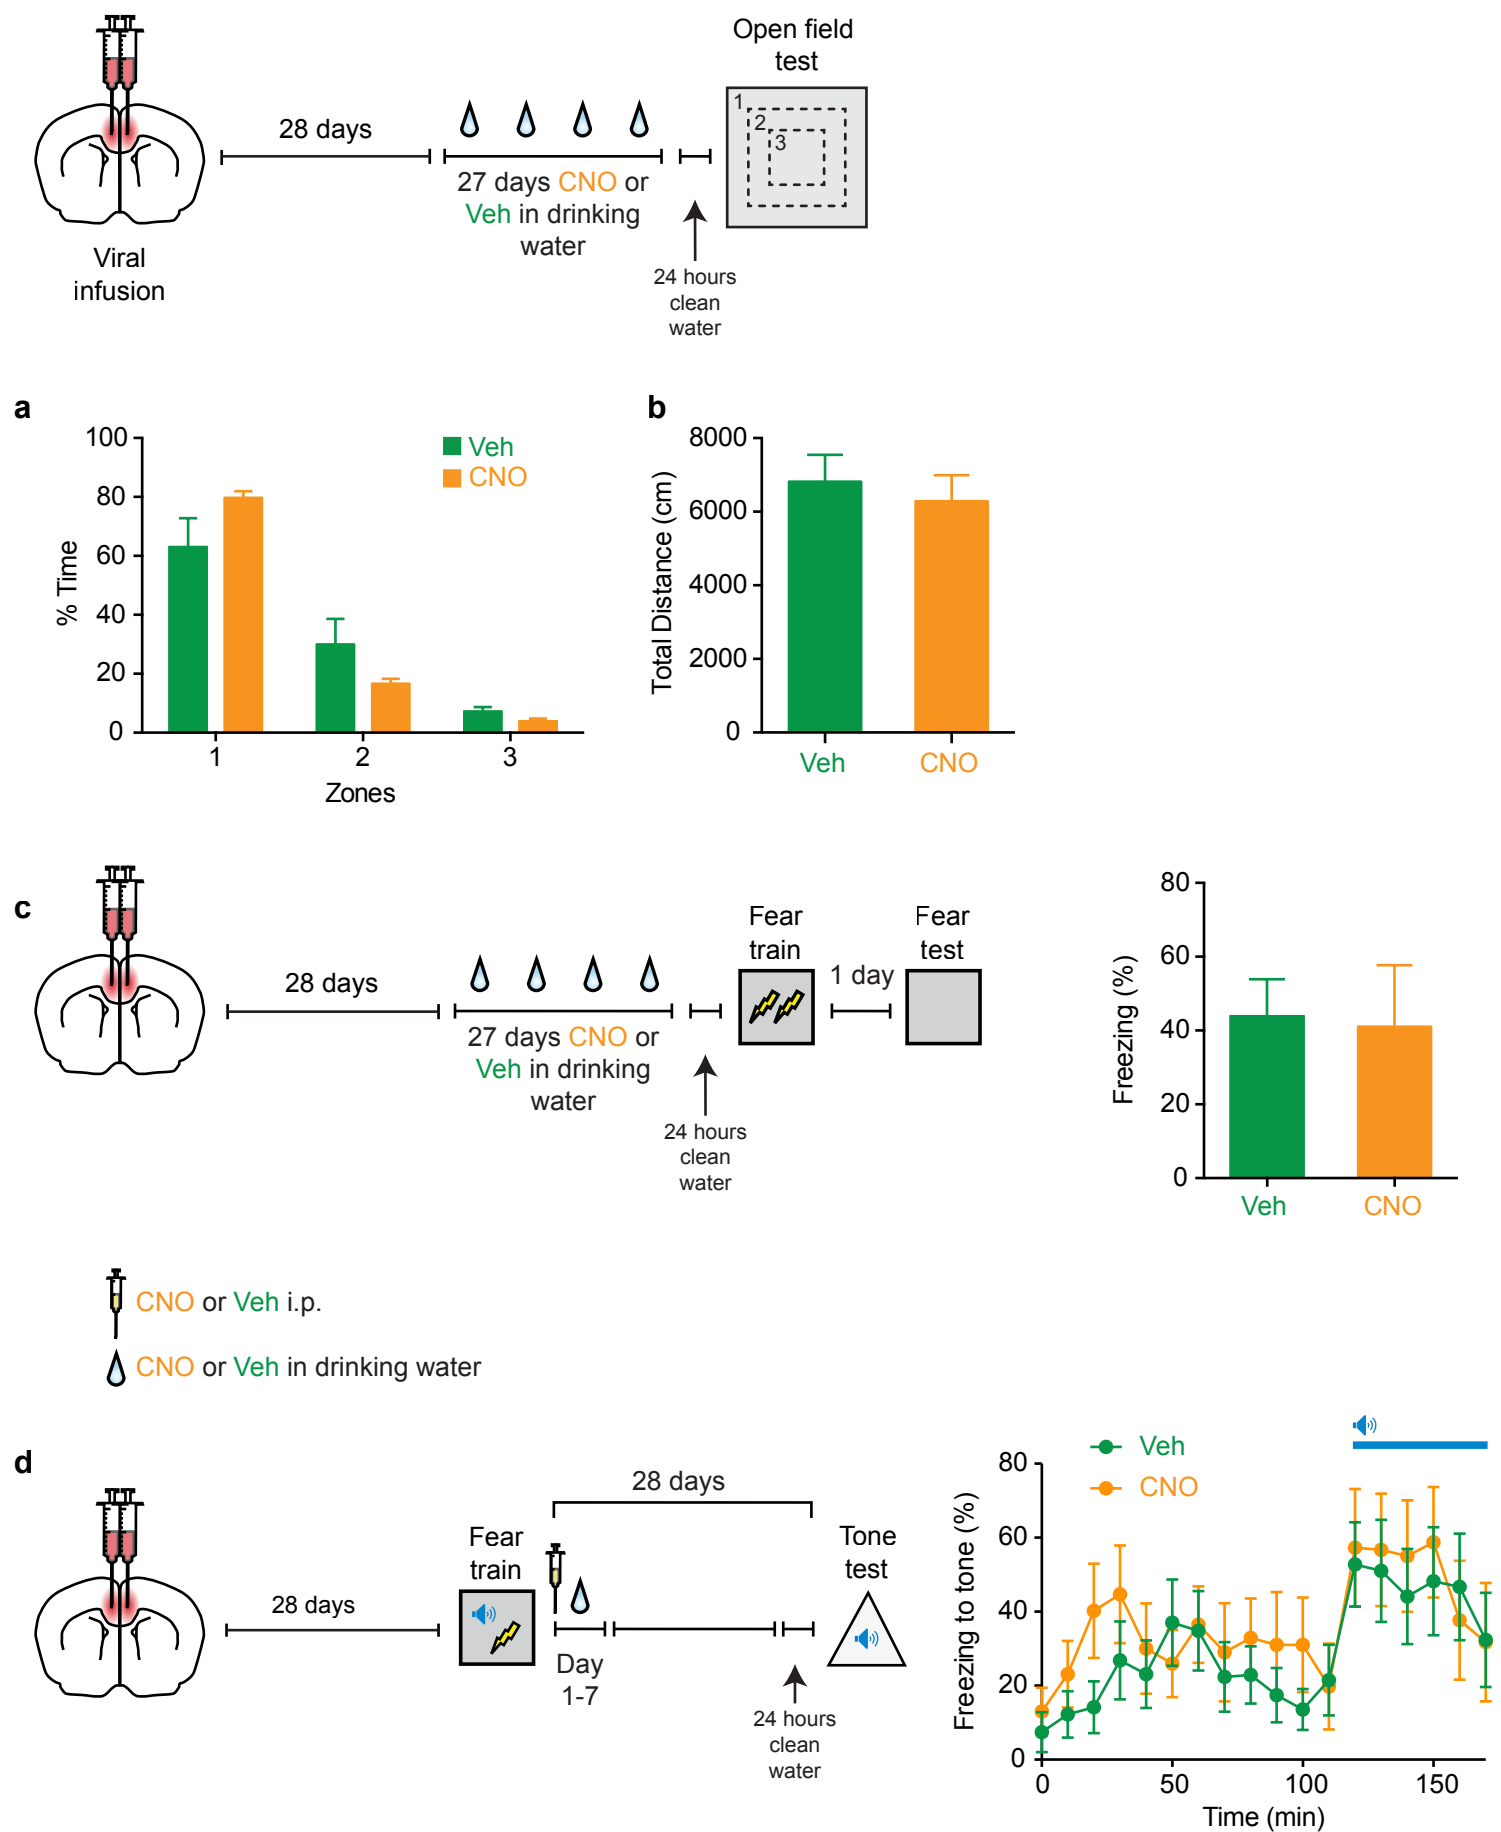 Open field
test
1
2
3
28 days
27 days CNO or
Veh in drinking
water
24 hours
clean
water
Viral
infusion
a
100
80
60
40
20
0
% Time
Veh
CNO
1
2
3
Zones
b
8000
6000
4000
2000
0
Total Distance (cm)
Veh
CNO
c
28 days
27 days CNO or
Veh in drinking
water
24 hours
clean
water
Fear
train
1 day
Fear
test
80
60
40
20
0
Freezing (%)
Veh
CNO
CNO or Veh i.p.
CNO or Veh in drinking water
d
28 days
Fear
train
28 days
Day
1-7
24 hours
clean
water
Tone
test
Veh
CNO
80
60
40
20
0
Freezing to tone (%)
0
50
100
150
Time (min)